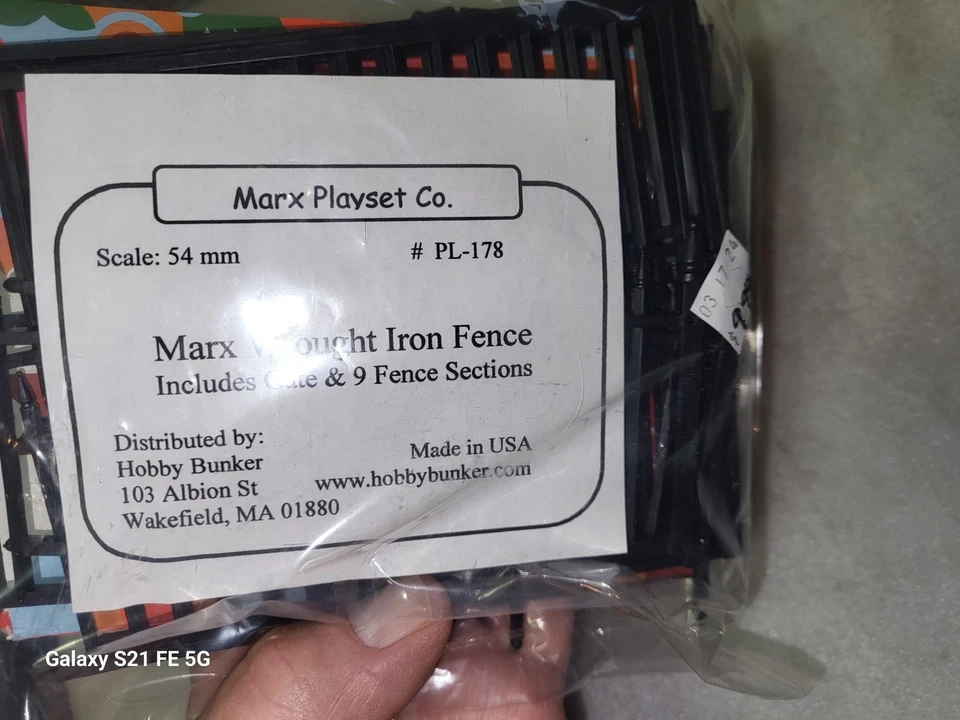 Marx Playset Co.
Scale: 54 mm # PL-178
Marx Wrought Iron Fence
Includes Gate & 9 Fence Sections
Distributed by:
Hobby Bunker
103 Albion St
Wakefield, MA 01880
Made in USA
www.hobbybunker.com
03 17 24
Galaxy S21 FE 5G